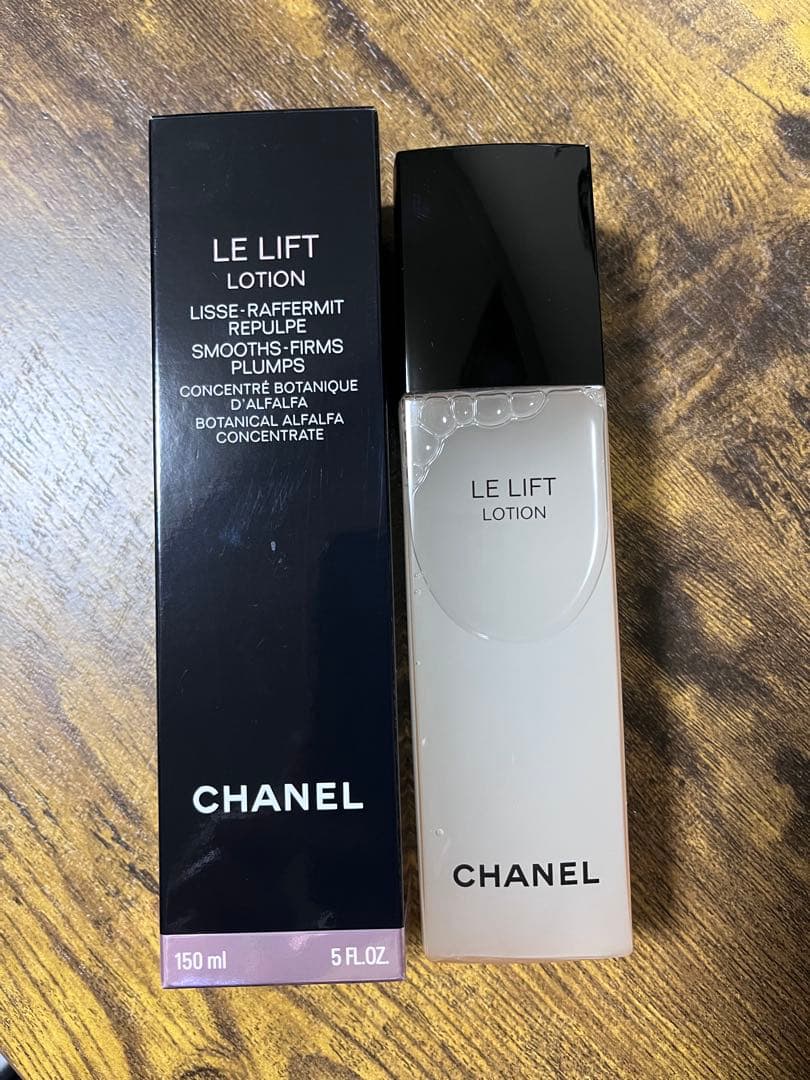 LE LIFT
LOTION
LISSE-RAFFERMIT
REPULPE
SMOOTHS-FIRMS
PLUMPS
CONCENTRÉ BOTANIQUE
D'ALFALFA
BOTANICAL ALFALFA
CONCENTRATE
CHANEL
150 ml 5 FL.OZ.
LE LIFT
LOTION
CHANEL